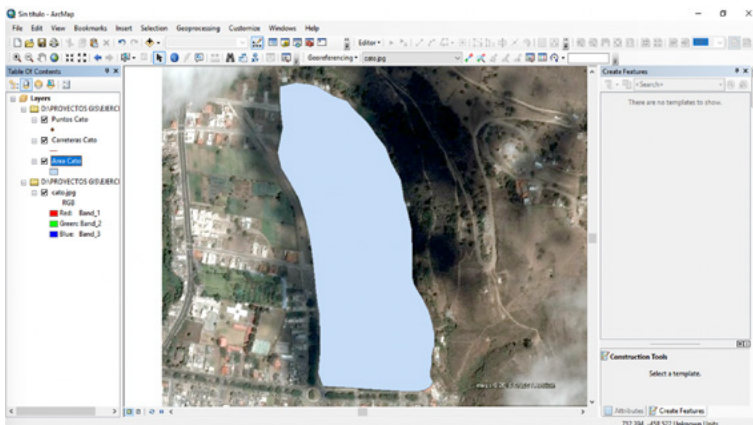 Sin título - ArcMap
File Edit View Bookmarks Insert Selection Geoprocessing Customize Windows Help
Editor
Georeferencing cato.jpg
Table Of Contents
Layers
D:\PROYECTOS GIS\EJERCI
Puntos Cato
Carreteras Cato
Area Cato
D:\PROYECTOS GIS\EJERCI
cato.jpg
RGB
Red: Band_1
Green: Band_2
Blue: Band_3
Create Features
<Search>
There are no templates to show.
Construction Tools
Select a template.
Attributes Create Features
Unknown Units